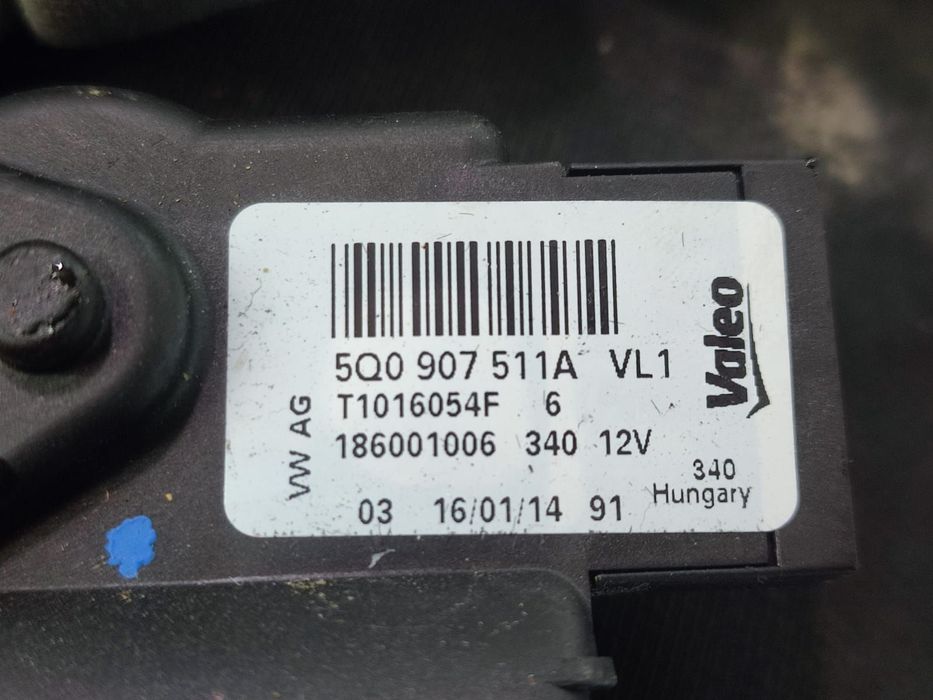 5Q0 907 511A VL1
T1016054F 6
186001006 340 12V
03 16/01/14 91
VW AG
Valeo
340
Hungary